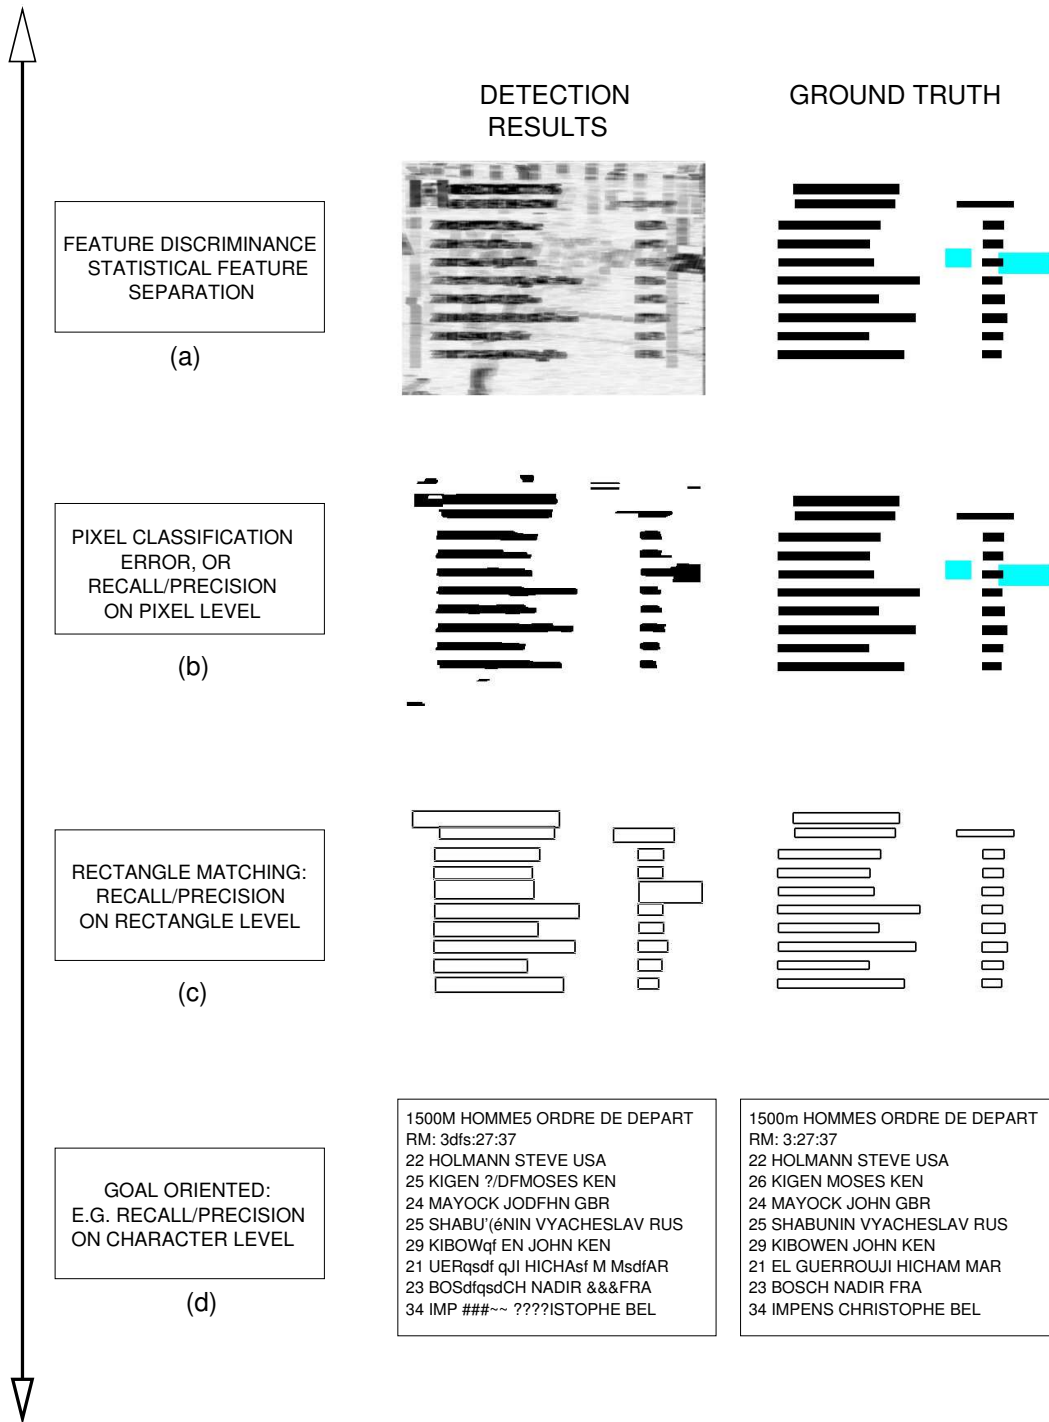 DETECTION
RESULTS
GROUND TRUTH
FEATURE DISCRIMINANCE
STATISTICAL FEATURE
SEPARATION
(a)
PIXEL CLASSIFICATION
ERROR, OR
RECALL/PRECISION
ON PIXEL LEVEL
(b)
RECTANGLE MATCHING:
RECALL/PRECISION
ON RECTANGLE LEVEL
(c)
GOAL ORIENTED:
E.G. RECALL/PRECISION
ON CHARACTER LEVEL
(d)
1500M HOMME5 ORDRE DE DEPART
RM: 3dfs:27:37
22 HOLMANN STEVE USA
25 KIGEN ?/DFMOSES KEN
24 MAYOCK JODFHN GBR
25 SHABU'(éNIN VYACHESLAV RUS
29 KIBOWqf EN JOHN KEN
21 UERqsdf qJI HICHAsf M MsdfAR
23 BOSdfqsdCH NADIR &&&FRA
34 IMP ###~~ ????ISTOPHE BEL
1500m HOMMES ORDRE DE DEPART
RM: 3:27:37
22 HOLMANN STEVE USA
26 KIGEN MOSES KEN
24 MAYOCK JOHN GBR
25 SHABUNIN VYACHESLAV RUS
29 KIBOWEN JOHN KEN
21 EL GUERROUJI HICHAM MAR
23 BOSCH NADIR FRA
34 IMPENS CHRISTOPHE BEL